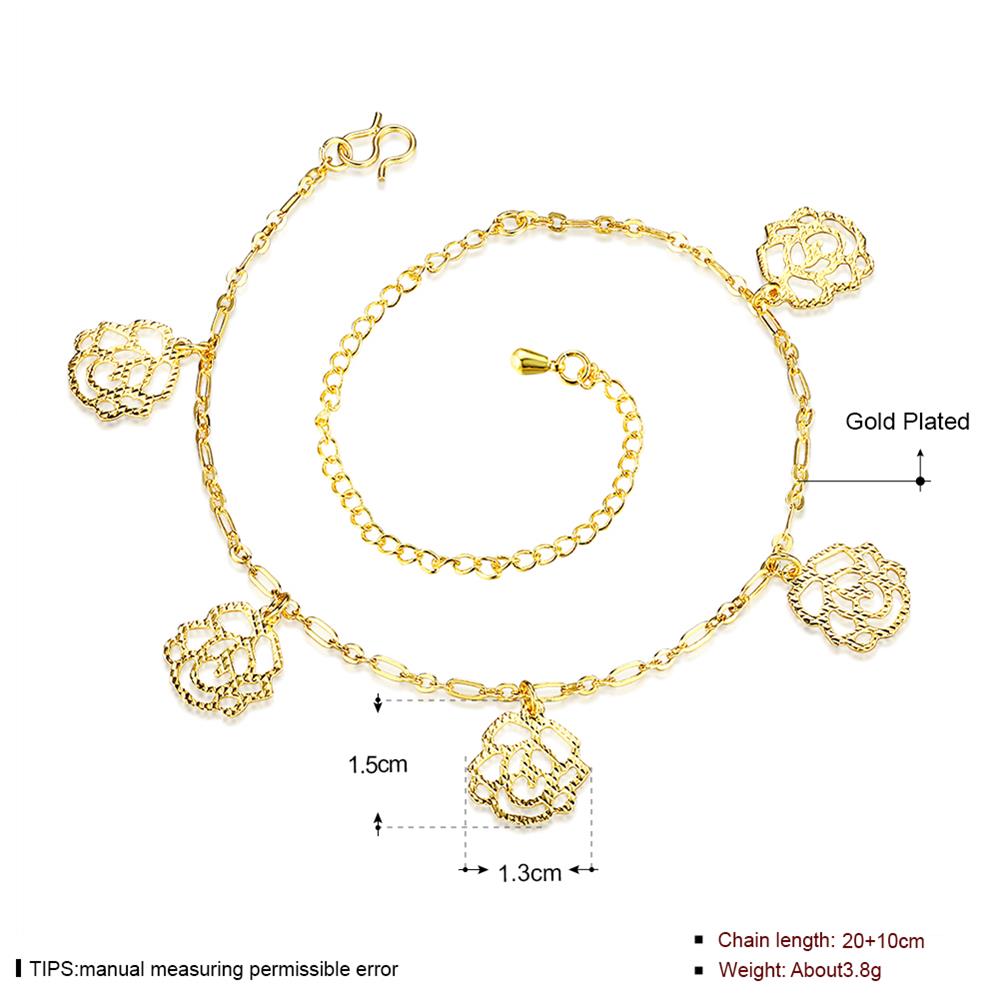 Gold Plated
1.5cm
1.3cm
Chain length: 20+10cm
TIPS:manual measuring permissible error
Weight: About3.8g